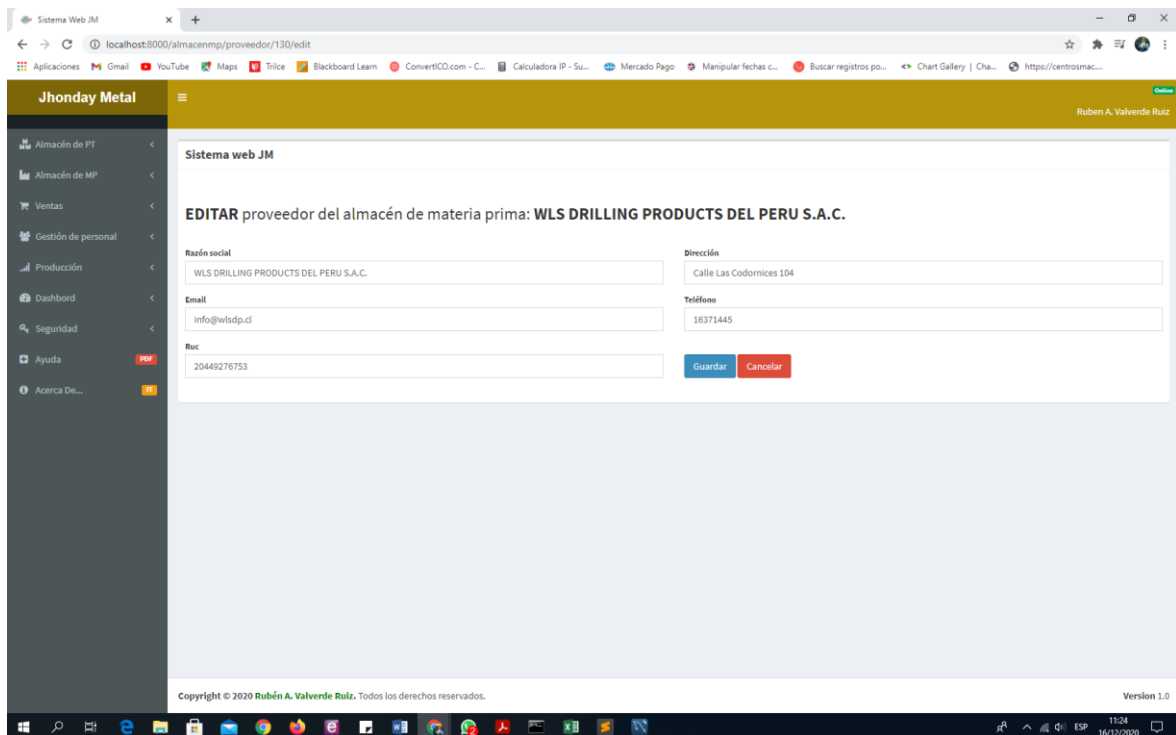 Sistema Web JM
localhost:8000/almacenmp/proveedor/130/edit
Aplicaciones Gmail YouTube Maps Trilce Blackboard Learn ConvertICO.com - C... Calculadora IP - Su... Mercado Pago Manipular fechas c... Buscar registros po... Chart Gallery | Cha... https://centrosmac....
Jhonday Metal
Online
Ruben A. Valverde Ruiz
Almacén de PT
Almacén de MP
Ventas
Gestión de personal
Producción
Dashbord
Seguridad
Ayuda PDF
Acerca De... IT
Sistema web JM
EDITAR proveedor del almacén de materia prima: WLS DRILLING PRODUCTS DEL PERU S.A.C.
Razón social
WLS DRILLING PRODUCTS DEL PERU S.A.C.
Dirección
Calle Las Codornices 104
Email
info@wlsdp.cl
Teléfono
16371445
Ruc
20449276753
Guardar Cancelar
Copyright © 2020 Rubén A. Valverde Ruiz. Todos los derechos reservados.
Version 1.0
ESP
11:24
16/12/2020